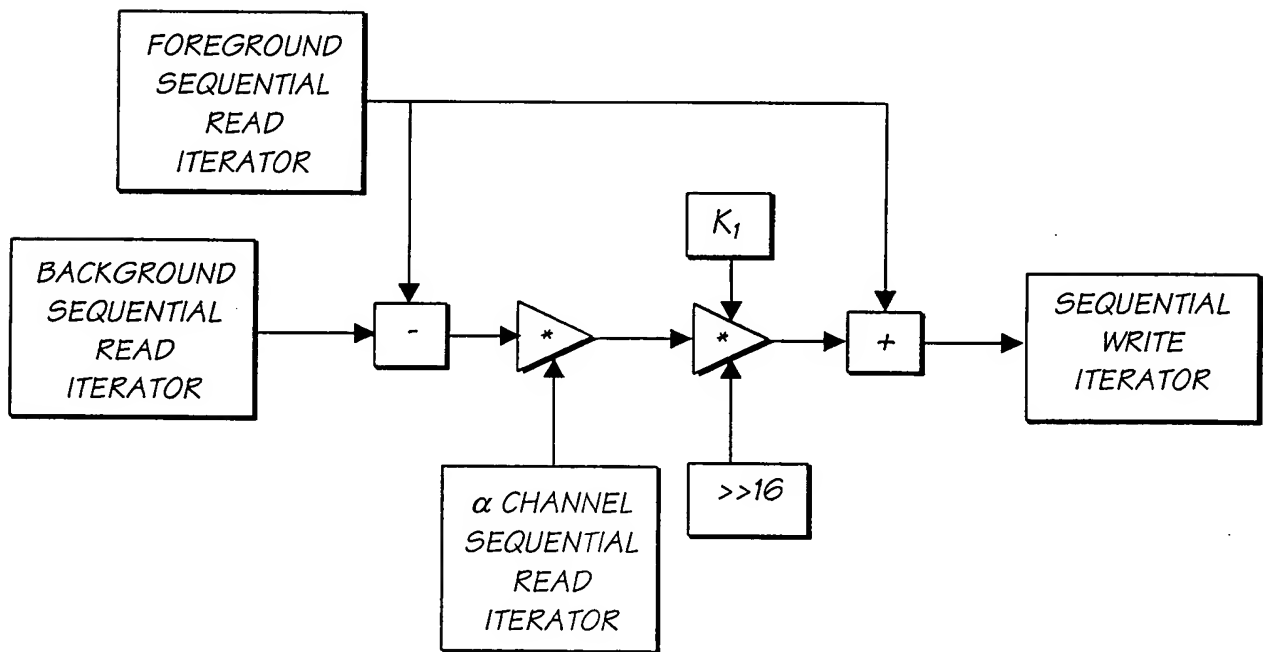 FOREGROUND
SEQUENTIAL
READ
ITERATOR
K₁
BACKGROUND
SEQUENTIAL
READ
ITERATOR
-
*
*
+
SEQUENTIAL
WRITE
ITERATOR
α CHANNEL
SEQUENTIAL
READ
ITERATOR
>>16